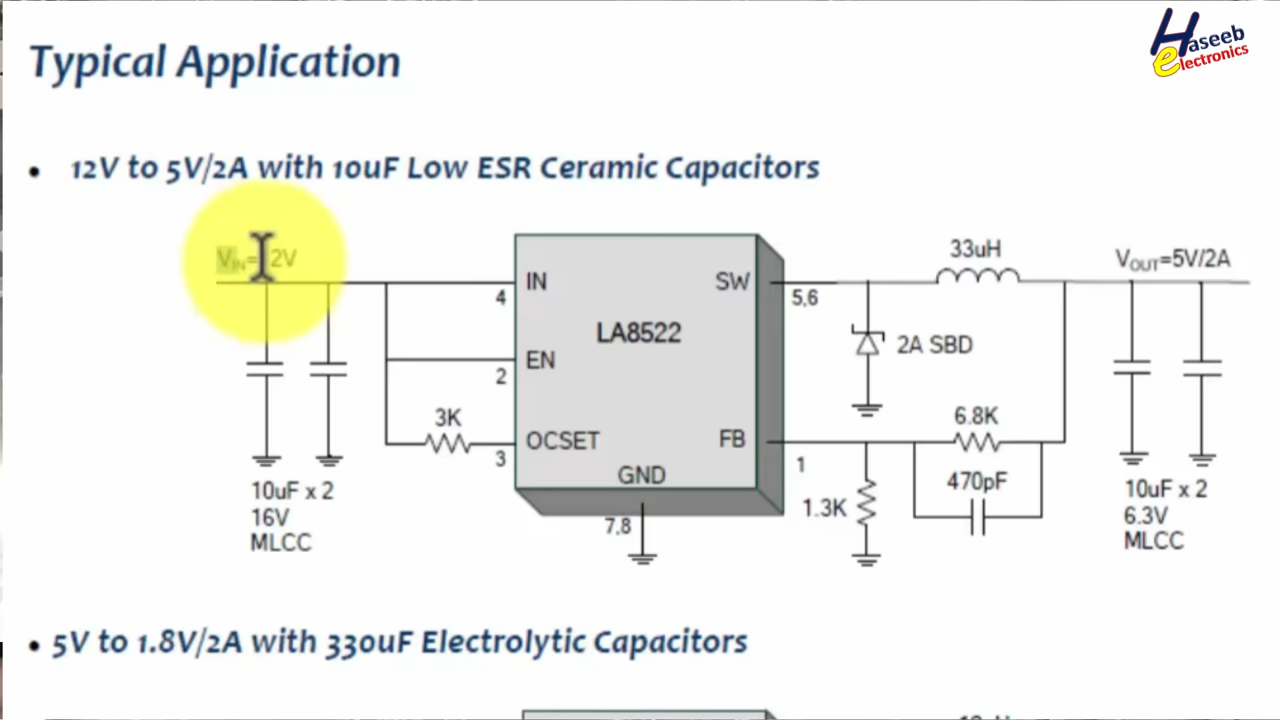 Haseeb
electronics
Typical Application
• 12V to 5V/2A with 10uF Low ESR Ceramic Capacitors
VIN= 2V
33uH
VOUT=5V/2A
IN
SW
4
5,6
LA8522
2A SBD
EN
2
3K
6.8K
OCSET
FB
3
1
GND
470pF
10uF x 2
16V
MLCC
7,8
1.3K
10uF x 2
6.3V
MLCC
• 5V to 1.8V/2A with 330uF Electrolytic Capacitors